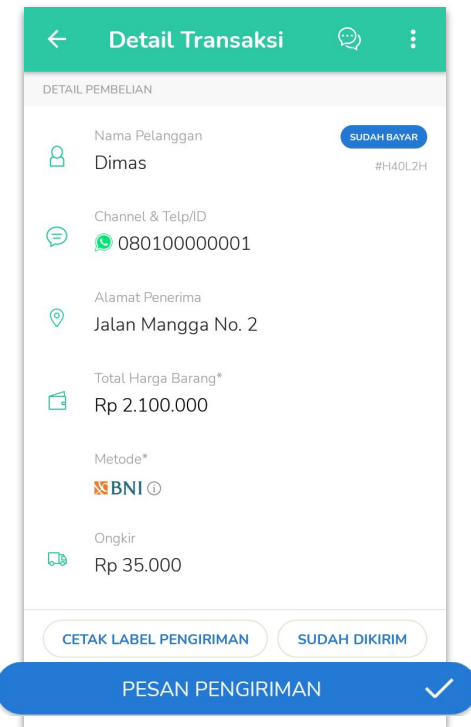 Detail Transaksi
DETAIL PEMBELIAN
Nama Pelanggan
SUDAH BAYAR
Dimas
#H40L2H
Channel & Telp/ID
080100000001
Alamat Penerima
Jalan Mangga No. 2
Total Harga Barang*
Rp 2.100.000
Metode*
BNI
Ongkir
Rp 35.000
CETAK LABEL PENGIRIMAN
SUDAH DIKIRIM
PESAN PENGIRIMAN